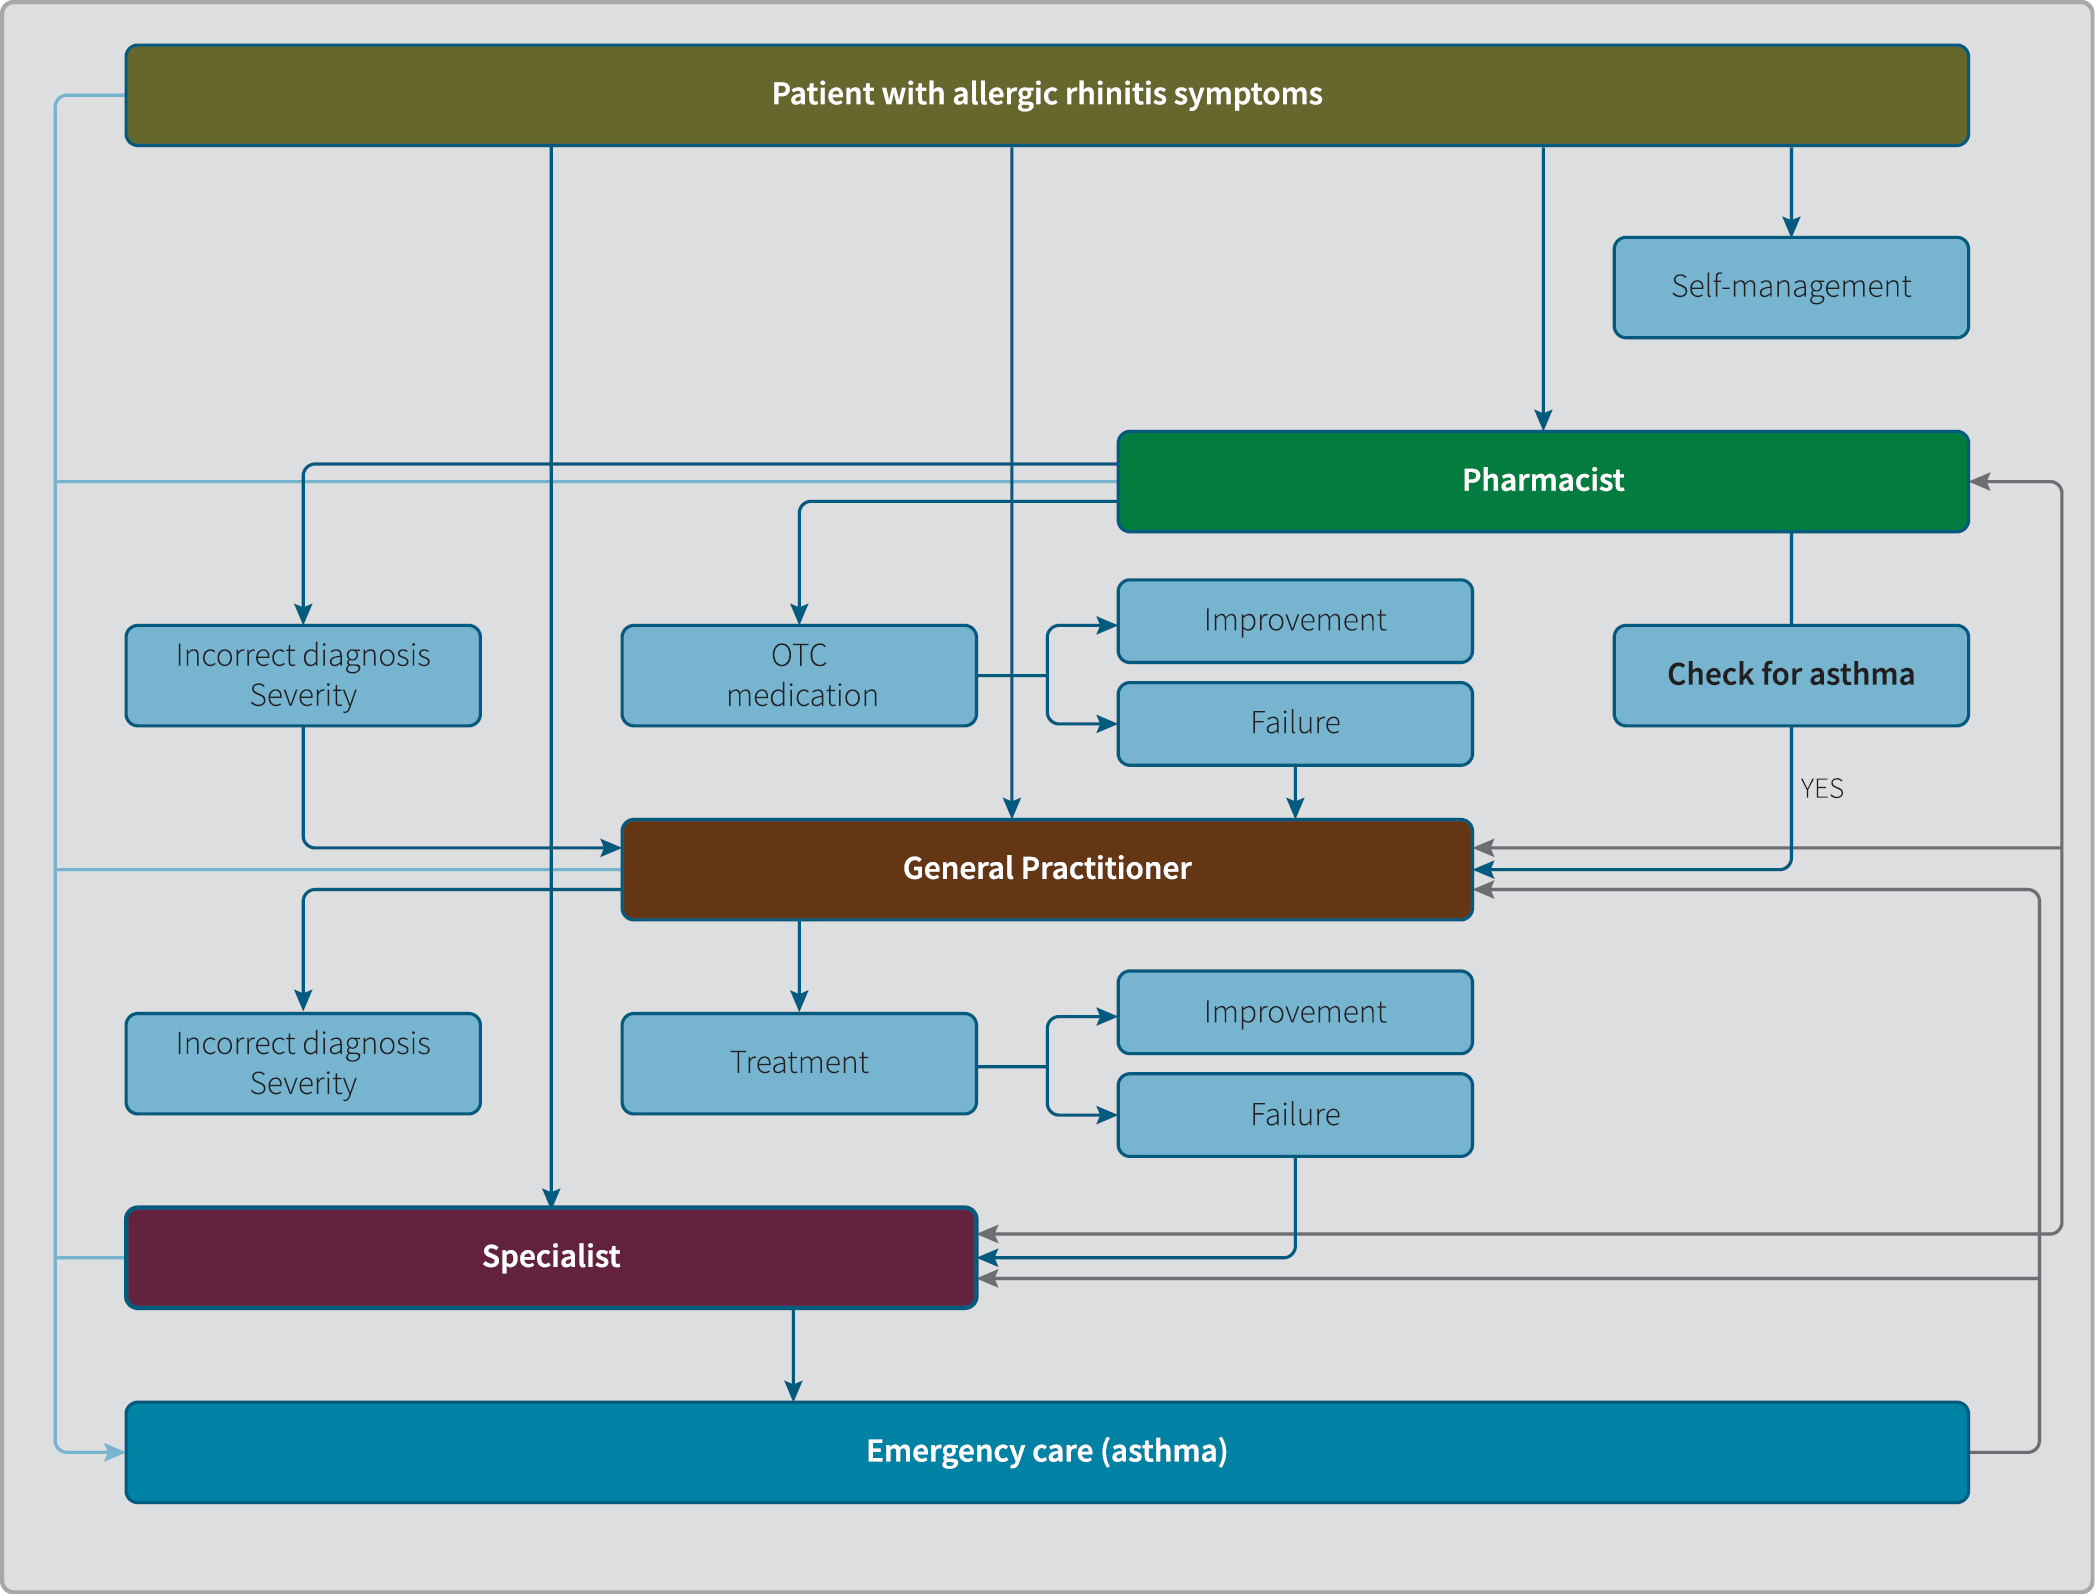 Patient with allergic rhinitis symptoms
Self-management
Pharmacist
Incorrect diagnosis
Severity
OTC
medication
Improvement
Failure
Check for asthma
YES
General Practitioner
Incorrect diagnosis
Severity
Treatment
Improvement
Failure
Specialist
Emergency care (asthma)